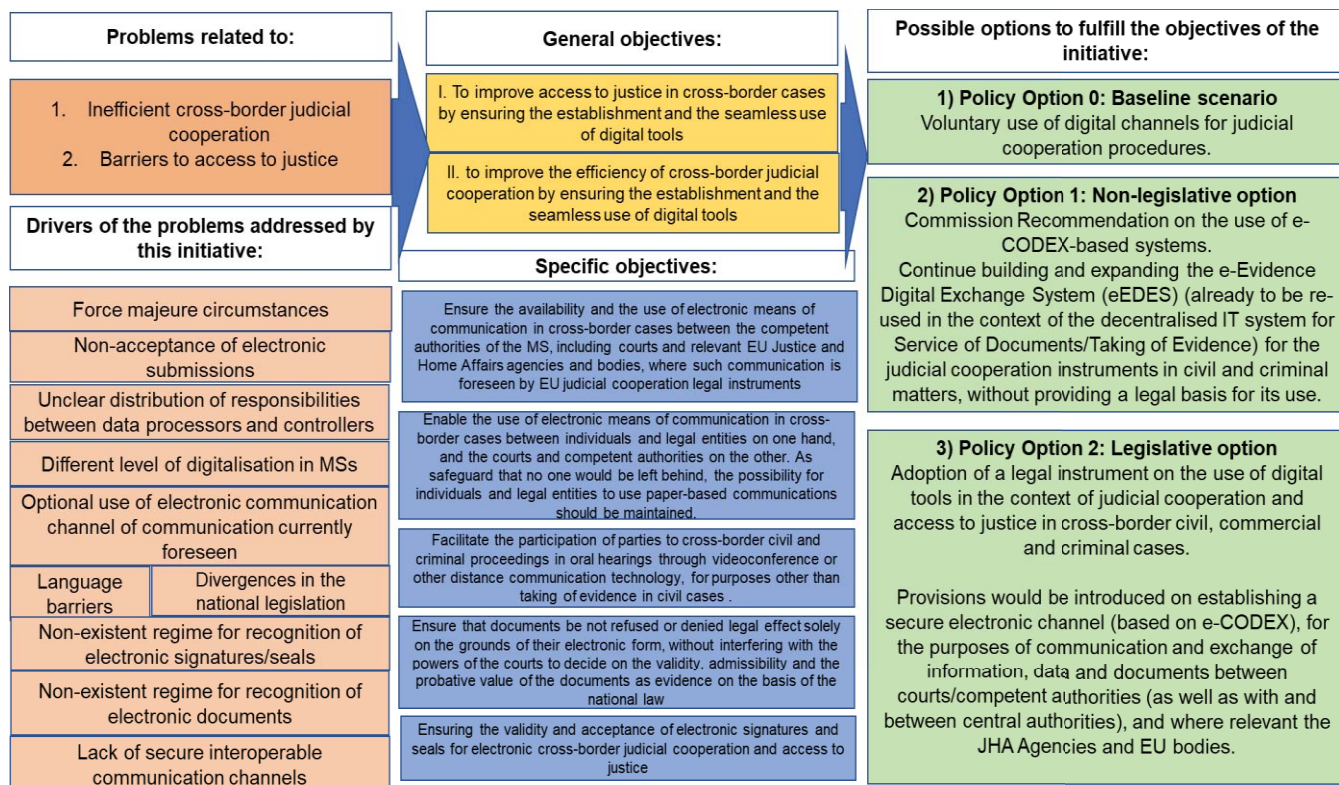 Problems related to:
1. Inefficient cross-border judicial
cooperation
2. Barriers to access to justice
Drivers of the problems addressed by
this initiative:
Force majeure circumstances
Non-acceptance of electronic
submissions
Unclear distribution of responsibilities
between data processors and controllers
Different level of digitalisation in MSs
Optional use of electronic communication
channel of communication currently
foreseen
Language
barriers
Divergences in the
national legislation
Non-existent regime for recognition of
electronic signatures/seals
Non-existent regime for recognition of
electronic documents
Lack of secure interoperable
communication channels
General objectives:
I. To improve access to justice in cross-border cases
by ensuring the establishment and the seamless use
of digital tools
II. to improve the efficiency of cross-border judicial
cooperation by ensuring the establishment and the
seamless use of digital tools
Specific objectives:
Ensure the availability and the use of electronic means of
communication in cross-border cases between the competent
authorities of the MS, including courts and relevant EU Justice and
Home Affairs agencies and bodies, where such communication is
foreseen by EU judicial cooperation legal instruments
Enable the use of electronic means of communication in cross-
border cases between individuals and legal entities on one hand,
and the courts and competent authorities on the other. As
safeguard that no one would be left behind, the possibility for
individuals and legal entities to use paper-based communications
should be maintained.
Facilitate the participation of parties to cross-border civil and
criminal proceedings in oral hearings through videoconference or
other distance communication technology, for purposes other than
taking of evidence in civil cases .
Ensure that documents be not refused or denied legal effect solely
on the grounds of their electronic form, without interfering with the
powers of the courts to decide on the validity, admissibility and the
probative value of the documents as evidence on the basis of the
national law
Ensuring the validity and acceptance of electronic signatures and
seals for electronic cross-border judicial cooperation and access to
justice
Possible options to fulfill the objectives of the
initiative:
1) Policy Option 0: Baseline scenario
Voluntary use of digital channels for judicial
cooperation procedures.
2) Policy Option 1: Non-legislative option
Commission Recommendation on the use of e-
CODEX-based systems.
Continue building and expanding the e-Evidence
Digital Exchange System (eEDES) (already to be re-
used in the context of the decentralised IT system for
Service of Documents/Taking of Evidence) for the
judicial cooperation instruments in civil and criminal
matters, without providing a legal basis for its use.
3) Policy Option 2: Legislative option
Adoption of a legal instrument on the use of digital
tools in the context of judicial cooperation and
access to justice in cross-border civil, commercial
and criminal cases.
Provisions would be introduced on establishing a
secure electronic channel (based on e-CODEX), for
the purposes of communication and exchange of
information, data and documents between
courts/competent authorities (as well as with and
between central authorities), and where relevant the
JHA Agencies and EU bodies.